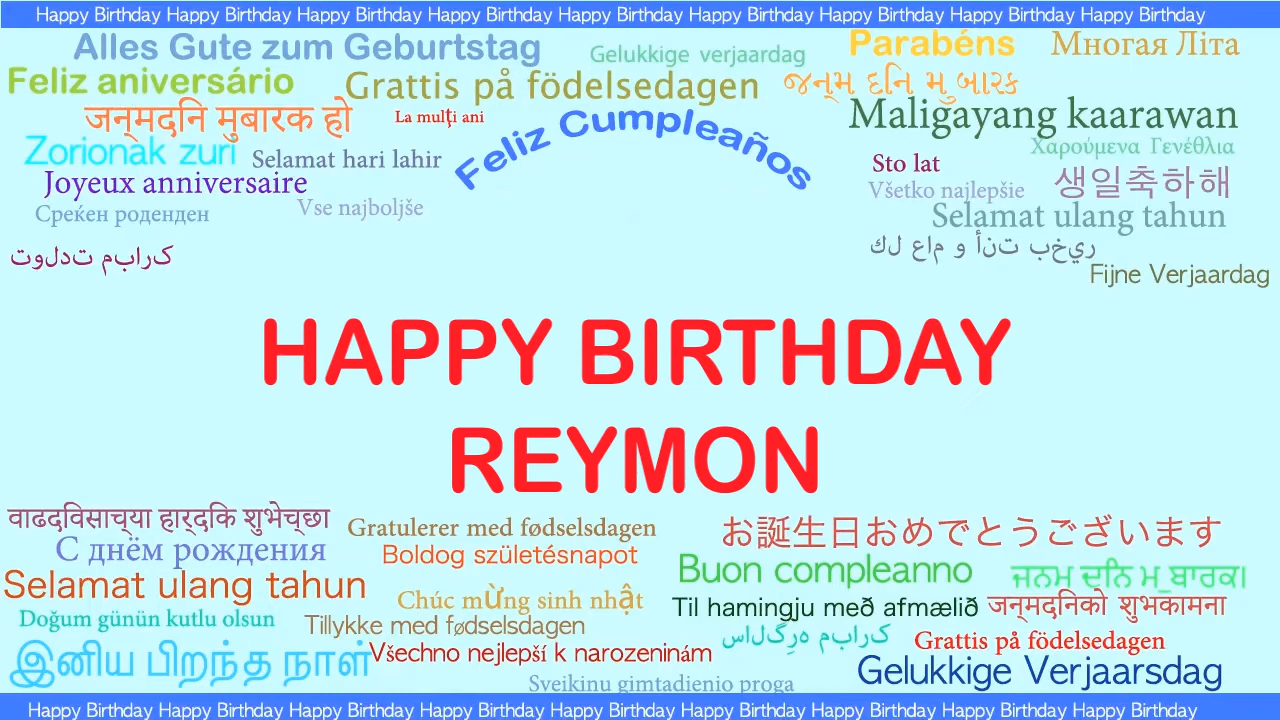 Happy Birthday Happy Birthday Happy Birthday Happy Birthday Happy Birthday Happy Birthday Happy Birthday Happy Birthday Happy Birthday
Alles Gute zum Geburtstag
Gelukkige verjaardag
Parabéns
Многая Літа
Feliz aniversário
Grattis på födelsedagen
જન્મ દનિ મુ બારક
जन्मदनि मुबारक हो
La mulţi ani
Feliz Cumpleaños
Maligayang kaarawan
Zorionak zuri
Selamat hari lahir
Χαρούμενα Γενέθλια
Sto lat
Joyeux anniversaire
Všetko najlepšie
생일축하해
Среќен роденден
Vse najboljše
Selamat ulang tahun
تولدت مبارک
كل عام و أنت بخير
Fijne Verjaardag
HAPPY BIRTHDAY
REYMON
वाढदविसाच्या हार्दकि शुभेच्छा
Gratulerer med fødselsdagen
お誕生日おめでとうございます
С днём рождения
Boldog születésnapot
Buon compleanno
ਜਨਮ ਦਨਿ ਮੁਬਾਰਕ।
Selamat ulang tahun
Chúc mừng sinh nhật
Til hamingju með afmælið
जन्मदनिको शुभकामना
Doğum günün kutlu olsun
Tillykke med fødselsdagen
سالگرہ مبارک
Grattis på födelsedagen
இனிய பிறந்த நாள்
Všechno nejlepší k narozeninám
Gelukkige Verjaarsdag
Sveikinu gimtadienio proga
Happy Birthday Happy Birthday Happy Birthday Happy Birthday Happy Birthday Happy Birthday Happy Birthday Happy Birthday Happy Birthday